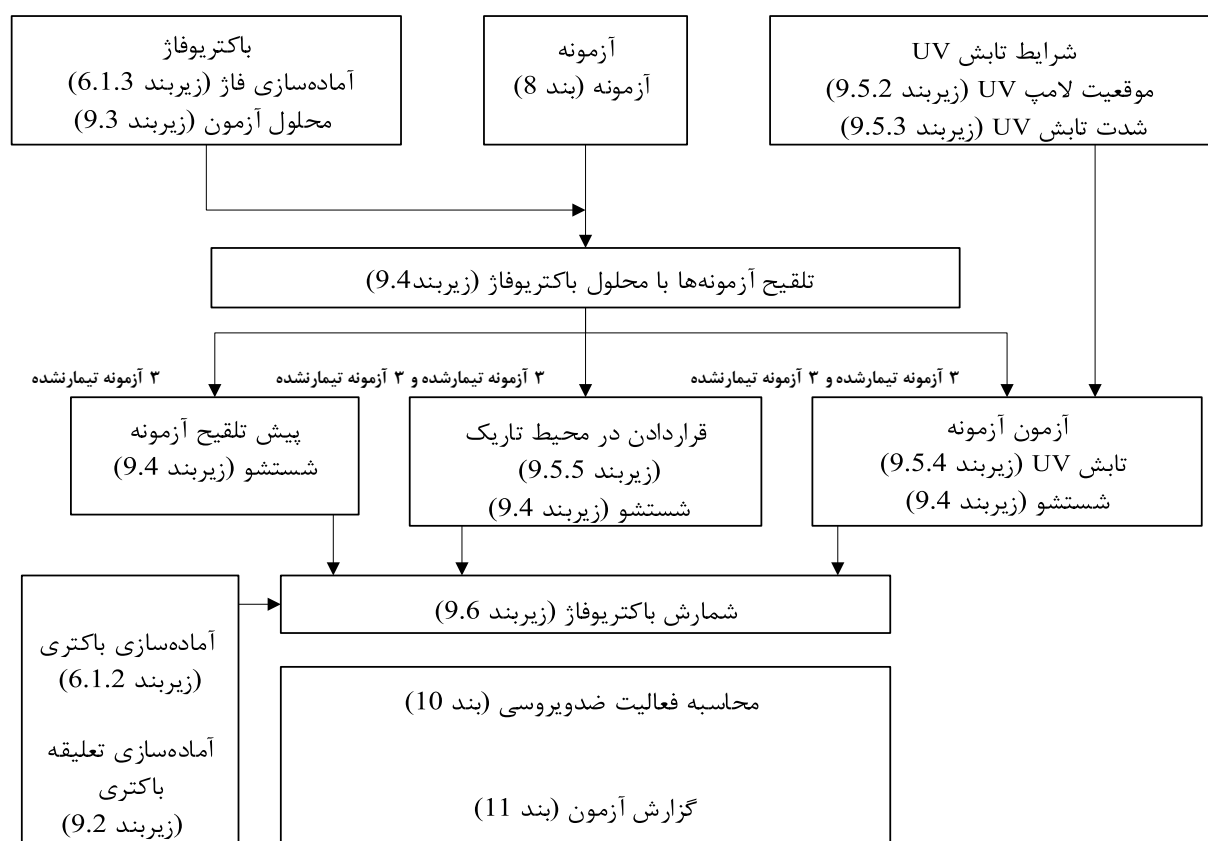 شرایط تابش UV
موقعیت لامپ UV (زیربند 9.5.2)
شدت تابش UV (زیربند 9.5.3)
آزمونه
آزمونه (بند 8)
باکتریوفاژ
آماده‌سازی فاژ (زیربند 6.1.3)
محلول آزمون (زیربند 9.3)
تلقیح آزمونه‌ها با محلول باکتریوفاژ (زیربند9.4)
۳ آزمونه تیمارشده و ۳ آزمونه تیمارنشده
۳ آزمونه تیمارشده و ۳ آزمونه تیمارنشده
۳ آزمونه تیمارنشده
آزمون آزمونه
تابش UV (زیربند 9.5.4)
شستشو (زیربند 9.4)
قراردادن در محیط تاریک
(زیربند 9.5.5)
شستشو (زیربند 9.4)
پیش تلقیح آزمونه
شستشو (زیربند 9.4)
شمارش باکتریوفاژ (زیربند 9.6)
آماده‌سازی باکتری
(زیربند 6.1.2)
آماده‌سازی تعلیقه
باکتری
(زیربند 9.2)
محاسبه فعالیت ضدویروسی (بند 10)
گزارش آزمون (بند 11)